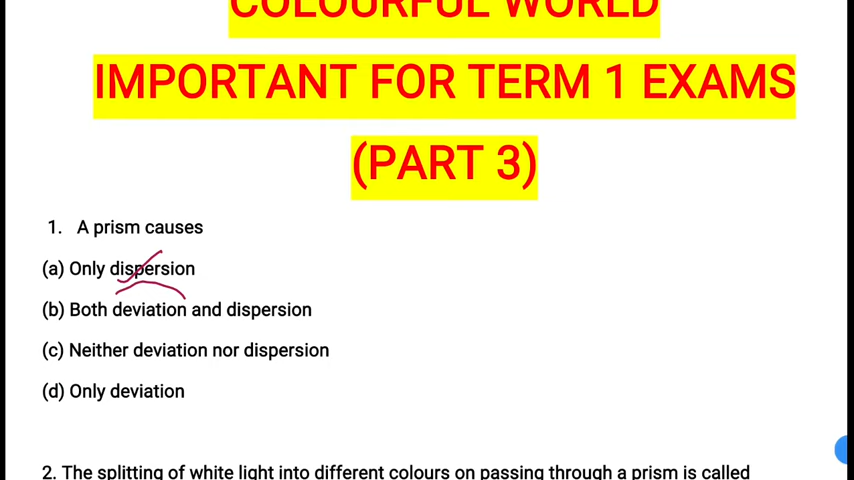 COLOURFUL WORLD
IMPORTANT FOR TERM 1 EXAMS
(PART 3)
1. A prism causes
(a) Only dispersion
(b) Both deviation and dispersion
(c) Neither deviation nor dispersion
(d) Only deviation
2. The splitting of white light into different colours on passing through a prism is called